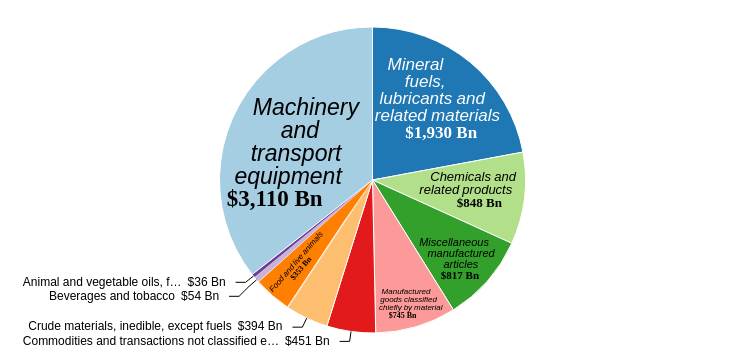 Mineral
fuels,
lubricants and
related materials
$1,930 Bn
Machinery
and
transport
equipment
$3,110 Bn
Chemicals and
related products
$848 Bn
Miscellaneous
manufactured
articles
$817 Bn
Manufactured
goods classified
chiefly by material
$745 Bn
Food and live animals
$353 Bn
Animal and vegetable oils, f… $36 Bn
Beverages and tobacco $54 Bn
Crude materials, inedible, except fuels $394 Bn
Commodities and transactions not classified e… $451 Bn